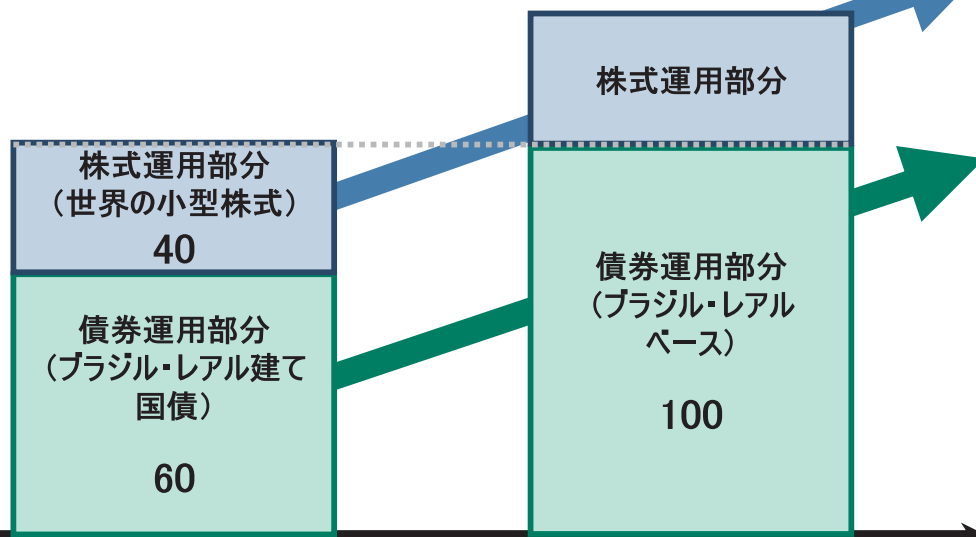 株式運用部分
（世界の小型株式）
40
債券運用部分
（ブラジル・レアル建て
国債）
60
株式運用部分
債券運用部分
（ブラジル・レアル
ベース）
100